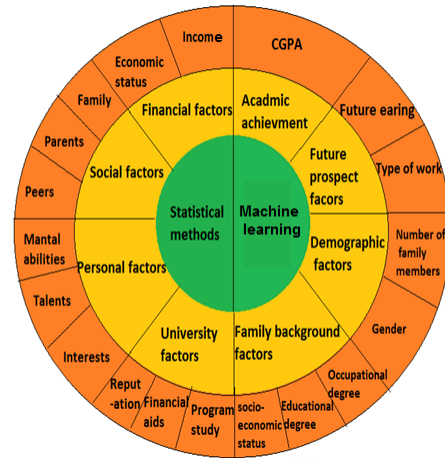 Income
CGPA
Economic
status
Family
Parents
Peers
Mantal
abilities
Talents
Interests
Reput
-ation
Financial
aids
Program
study
socio-
economic
status
Educational
degree
Occupational
degree
Gender
Number of
family
members
Type of work
Future earing
Financial factors
Acadmic
achievment
Social factors
Future
prospect
facors
Personal factors
Demographic
factors
University
factors
Family background
factors
Statistical
methods
Machine
learning